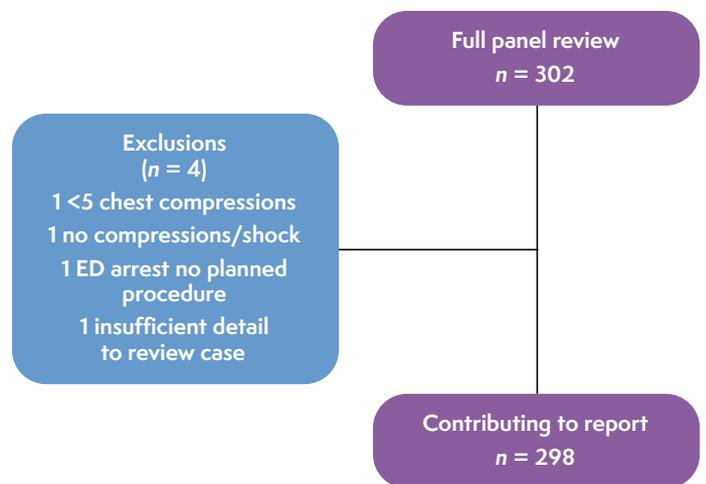 Full panel review
n = 302
Exclusions
(n = 4)
1 <5 chest compressions
1 no compressions/shock
1 ED arrest no planned
procedure
1 insufficient detail
to review case
Contributing to report
n = 298